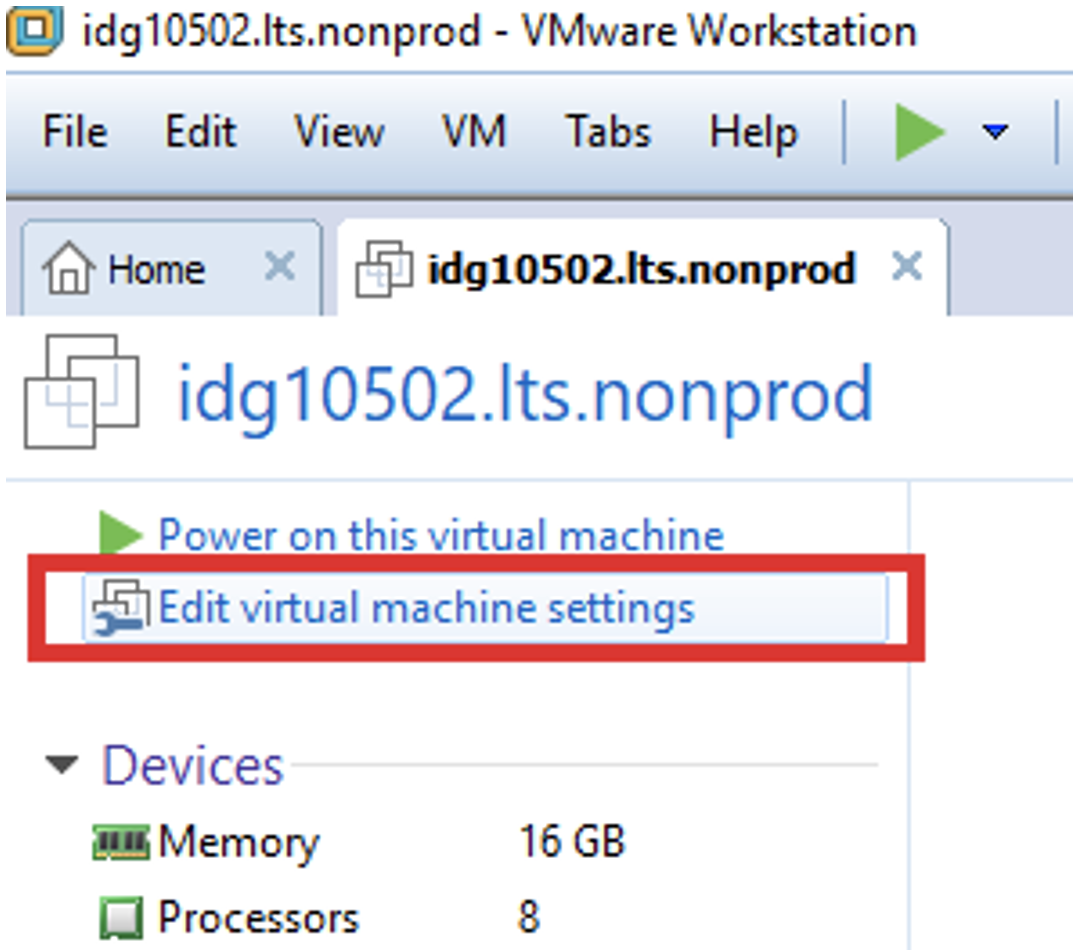 idg10502.lts.nonprod - VMware Workstation
File Edit View VM Tabs Help
Home idg10502.lts.nonprod
idg10502.lts.nonprod
Power on this virtual machine
Edit virtual machine settings
Devices
Memory 16 GB
Processors 8